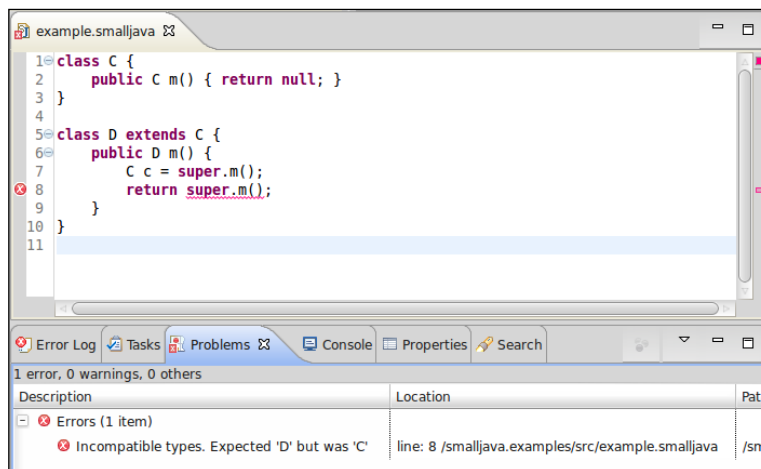 example.smalljava
1 class C {
2 public C m() { return null; }
3 }
4
5 class D extends C {
6 public D m() {
7 C c = super.m();
8 return super.m();
9 }
10 }
11
Error Log Tasks Problems Console Properties Search
1 error, 0 warnings, 0 others
Description Location Pat
Errors (1 item)
Incompatible types. Expected 'D' but was 'C' line: 8 /smalljava.examples/src/example.smalljava /sm